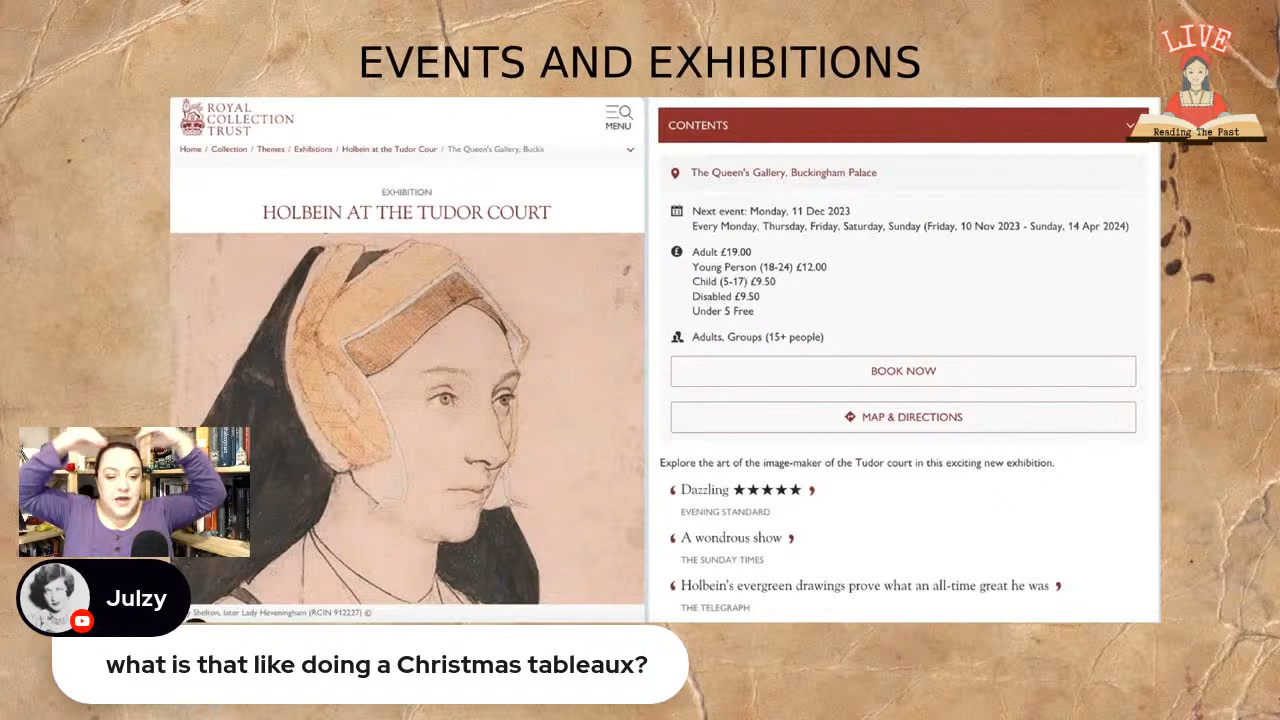 EVENTS AND EXHIBITIONS
LIVE
Reading The Past
ROYAL
COLLECTION
TRUST
MENU
Home / Collection / Themes / Exhibitions / Holbein at the Tudor Cour / The Queen's Gallery, Bucki
EXHIBITION
HOLBEIN AT THE TUDOR COURT
Shelton, later Lady Heveningham (RCIN 912227) ©
CONTENTS
The Queen's Gallery, Buckingham Palace
Next event: Monday, 11 Dec 2023
Every Monday, Thursday, Friday, Saturday, Sunday (Friday, 10 Nov 2023 - Sunday, 14 Apr 2024)
Adult £19.00
Young Person (18-24) £12.00
Child (5-17) £9.50
Disabled £9.50
Under 5 Free
Adults, Groups (15+ people)
BOOK NOW
MAP & DIRECTIONS
Explore the art of the image-maker of the Tudor court in this exciting new exhibition.
‘ Dazzling ★★★★★ ’
EVENING STANDARD
‘ A wondrous show ’
THE SUNDAY TIMES
‘ Holbein's evergreen drawings prove what an all-time great he was ’
THE TELEGRAPH
Julzy
what is that like doing a Christmas tableaux?